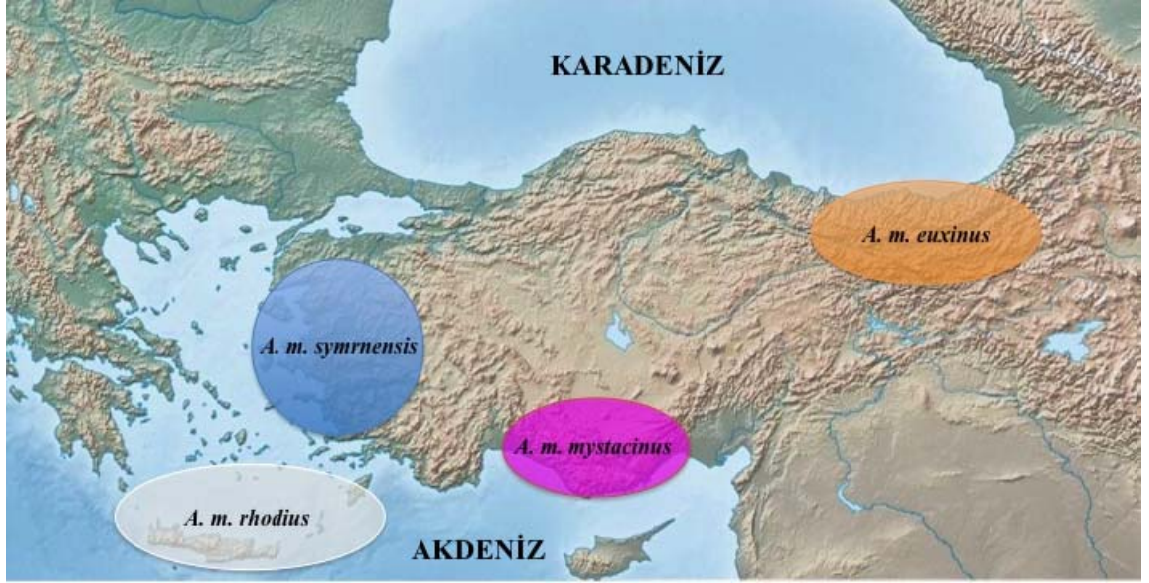 KARADENİZ
A. m. euxinus
A. m. symrnensis
A. m. mystacinus
A. m. rhodius
AKDENİZ